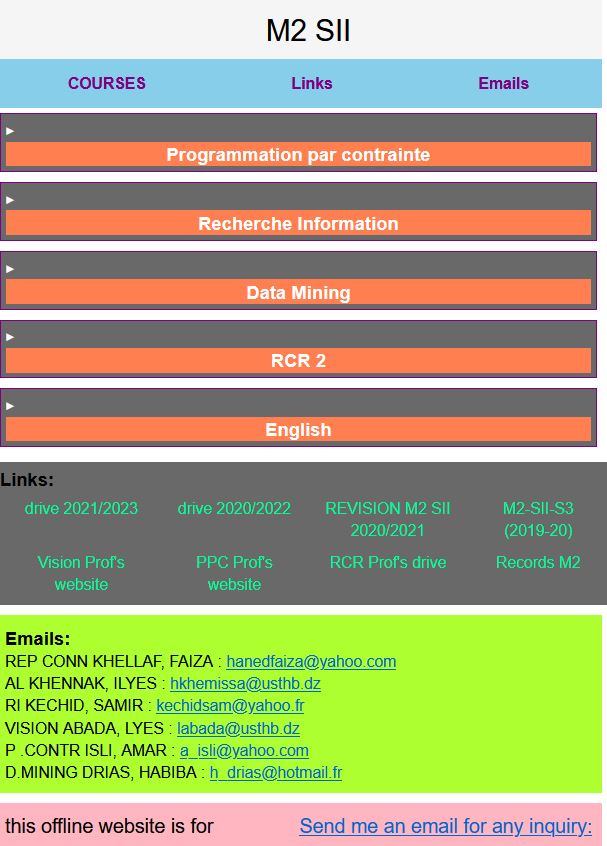 M2 SII
COURSES Links Emails
Programmation par contrainte
Recherche Information
Data Mining
RCR 2
English
Links:
drive 2021/2023 drive 2020/2022 REVISION M2 SII 2020/2021 M2-SII-S3 (2019-20)
Vision Prof's website PPC Prof's website RCR Prof's drive Records M2
Emails:
REP CONN KHELLAF, FAIZA : hanedfaiza@yahoo.com
AL KHENNAK, ILYES : hkhemissa@usthb.dz
RI KECHID, SAMIR : kechidsam@yahoo.fr
VISION ABADA, LYES : labada@usthb.dz
P .CONTR ISLI, AMAR : a_isli@yahoo.com
D.MINING DRIAS, HABIBA : h_drias@hotmail.fr
this offline website is for Send me an email for any inquiry: